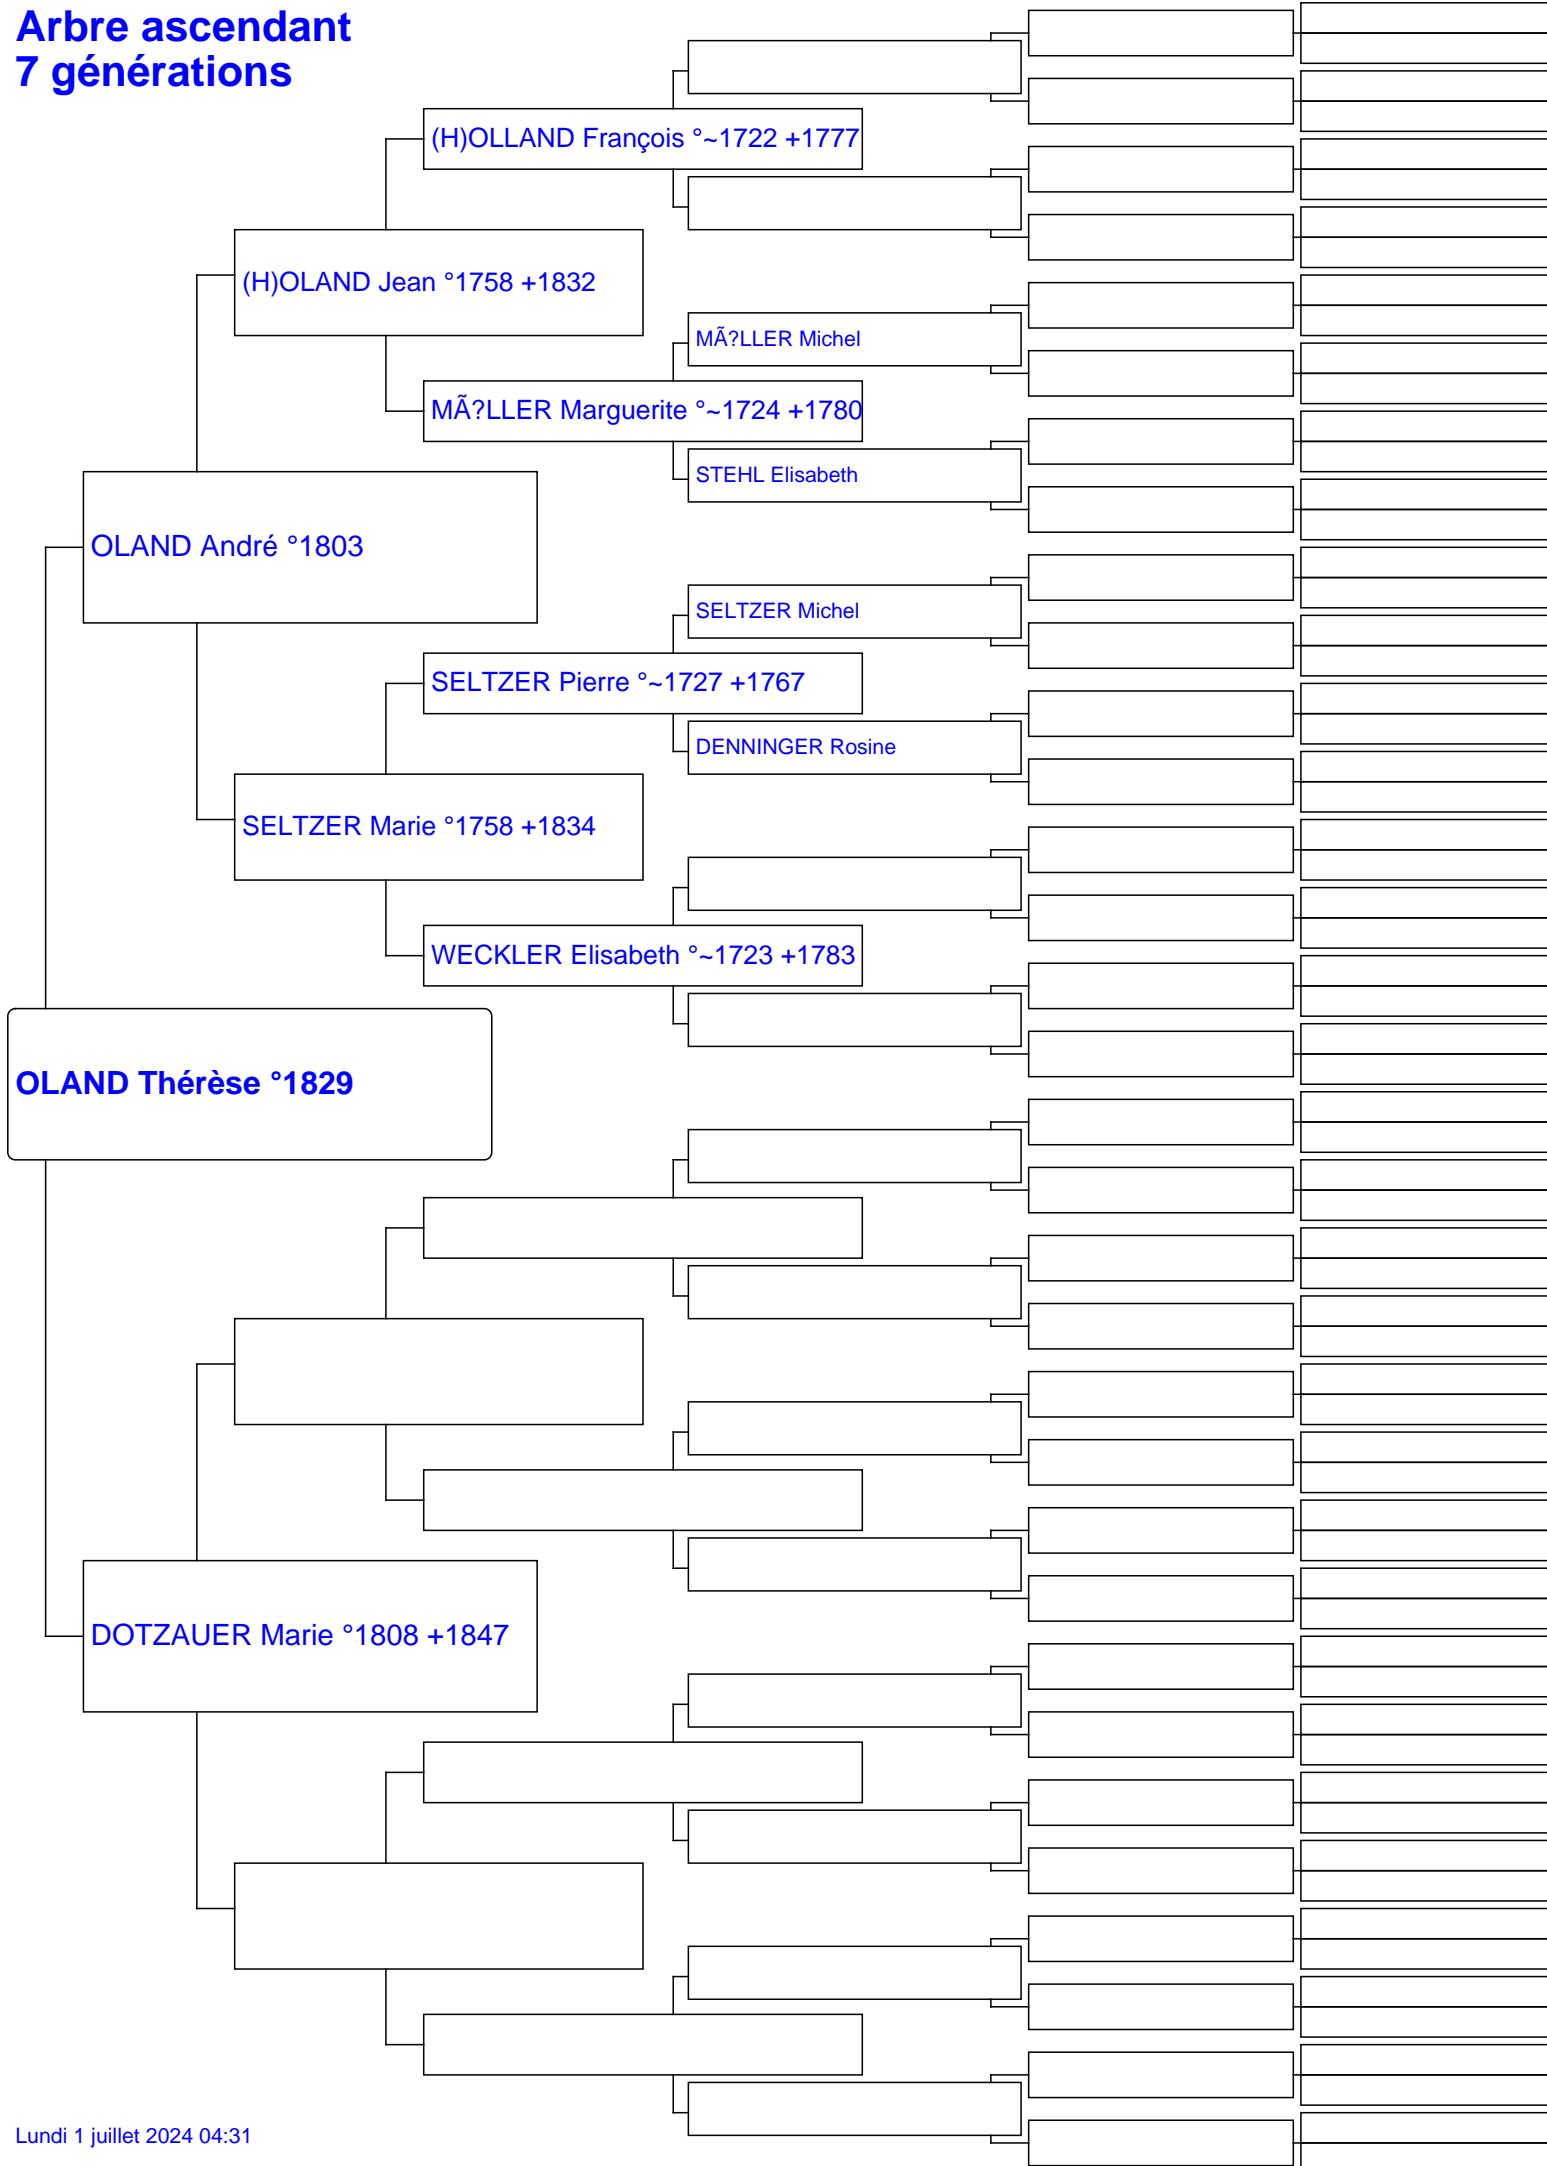 Arbre ascendant
7 générations
(H)OLLAND François °~1722 +1777
(H)OLAND Jean °1758 +1832
MÃ?LLER Michel
MÃ?LLER Marguerite °~1724 +1780
STEHL Elisabeth
OLAND André °1803
SELTZER Michel
SELTZER Pierre °~1727 +1767
DENNINGER Rosine
SELTZER Marie °1758 +1834
WECKLER Elisabeth °~1723 +1783
OLAND Thérèse °1829
DOTZAUER Marie °1808 +1847
Lundi 1 juillet 2024 04:31